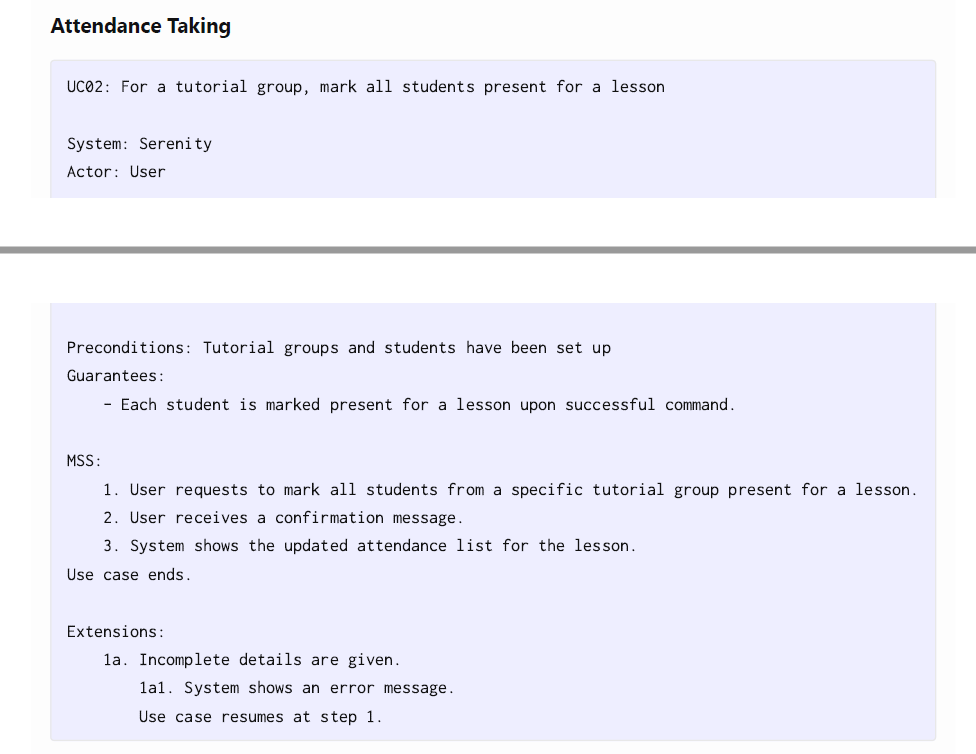 Attendance Taking
UC02: For a tutorial group, mark all students present for a lesson
System: Serenity
Actor: User
Preconditions: Tutorial groups and students have been set up
Guarantees:
- Each student is marked present for a lesson upon successful command.
MSS:
1. User requests to mark all students from a specific tutorial group present for a lesson.
2. User receives a confirmation message.
3. System shows the updated attendance list for the lesson.
Use case ends.
Extensions:
1a. Incomplete details are given.
1a1. System shows an error message.
Use case resumes at step 1.